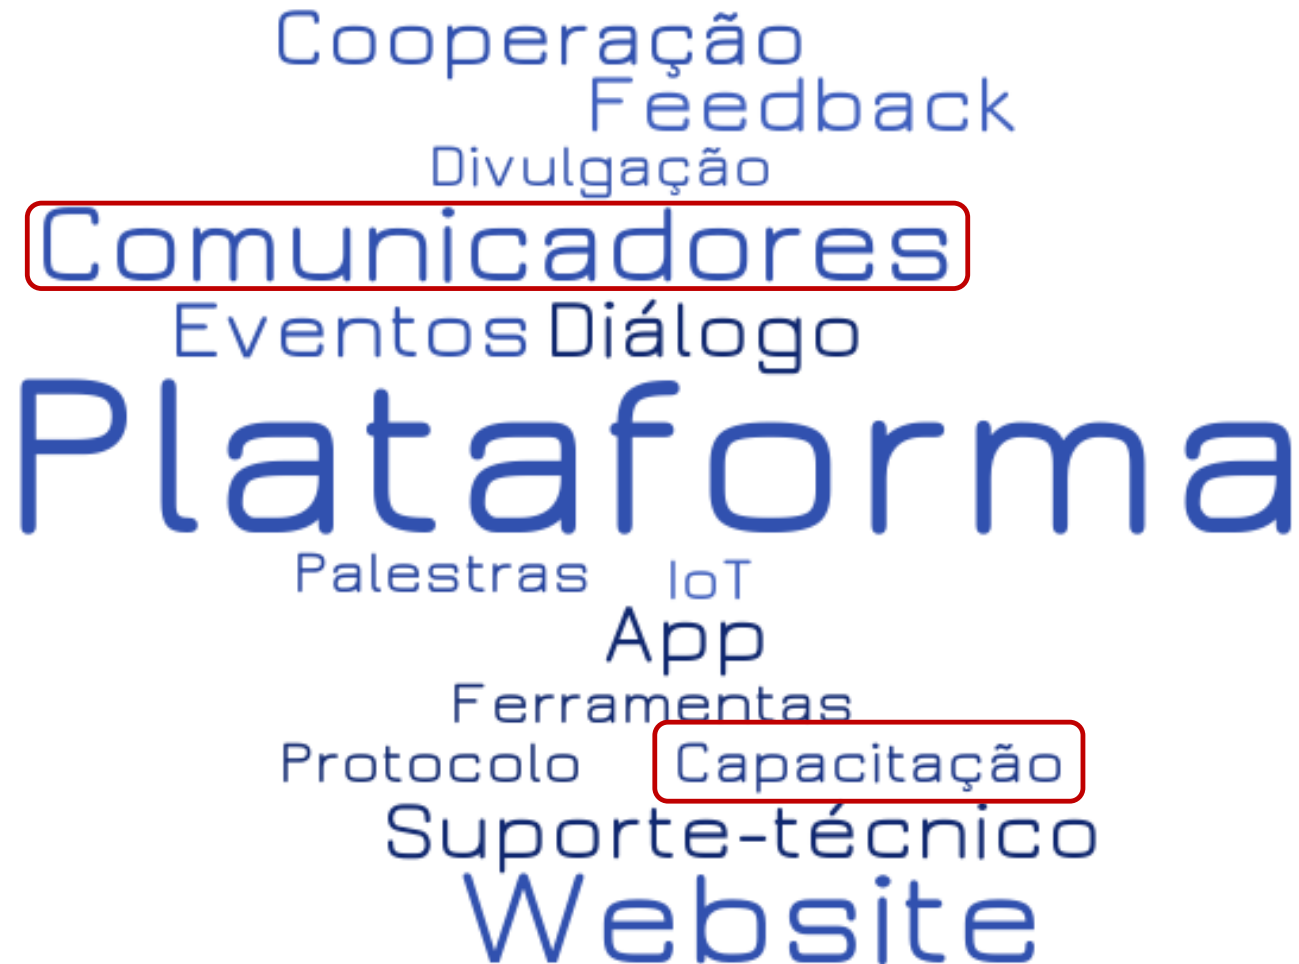 Cooperação
Feedback
Divulgação
Comunicadores
Eventos Diálogo
Plataforma
Palestras IoT
App
Ferramentas
Protocolo Capacitação
Suporte-técnico
Website